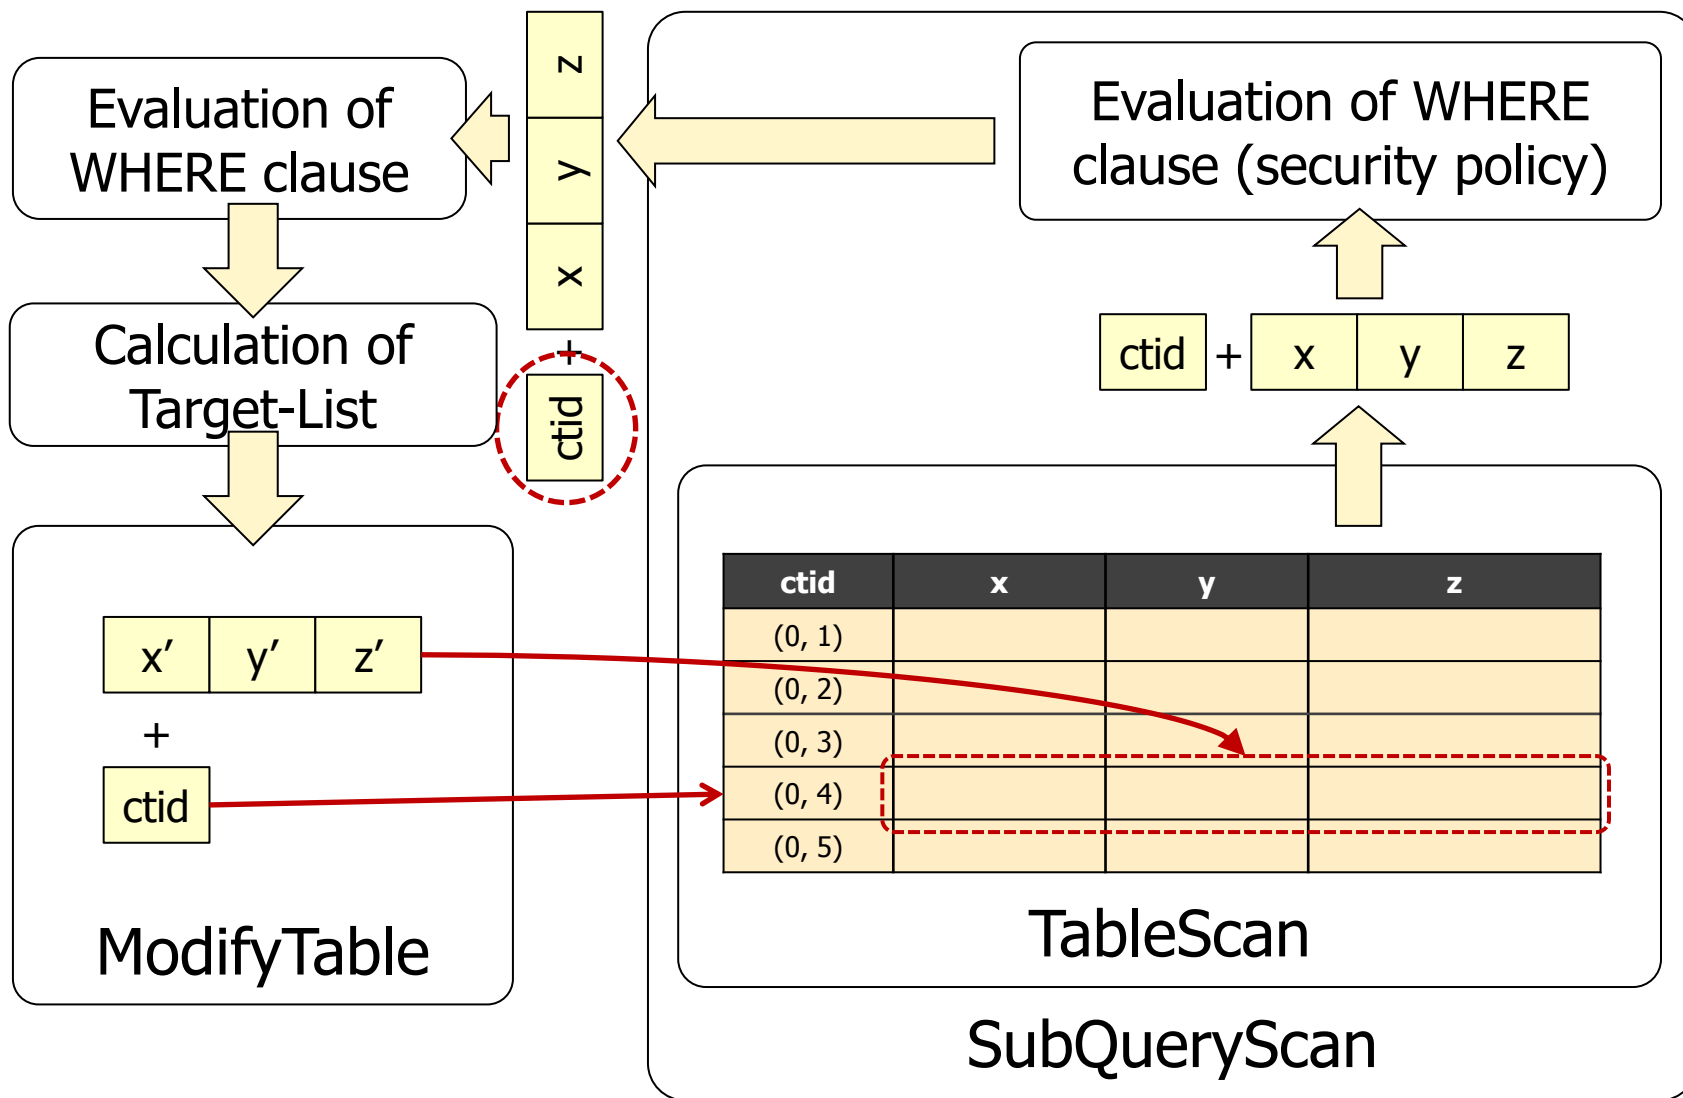 Evaluation of
WHERE clause
z
y
x
+
ctid
Evaluation of WHERE
clause (security policy)
Calculation of
Target-List
ctid + x y z
x’ y’ z’
+
ctid
ModifyTable
ctid x y z
(0, 1)
(0, 2)
(0, 3)
(0, 4)
(0, 5)
TableScan
SubQueryScan